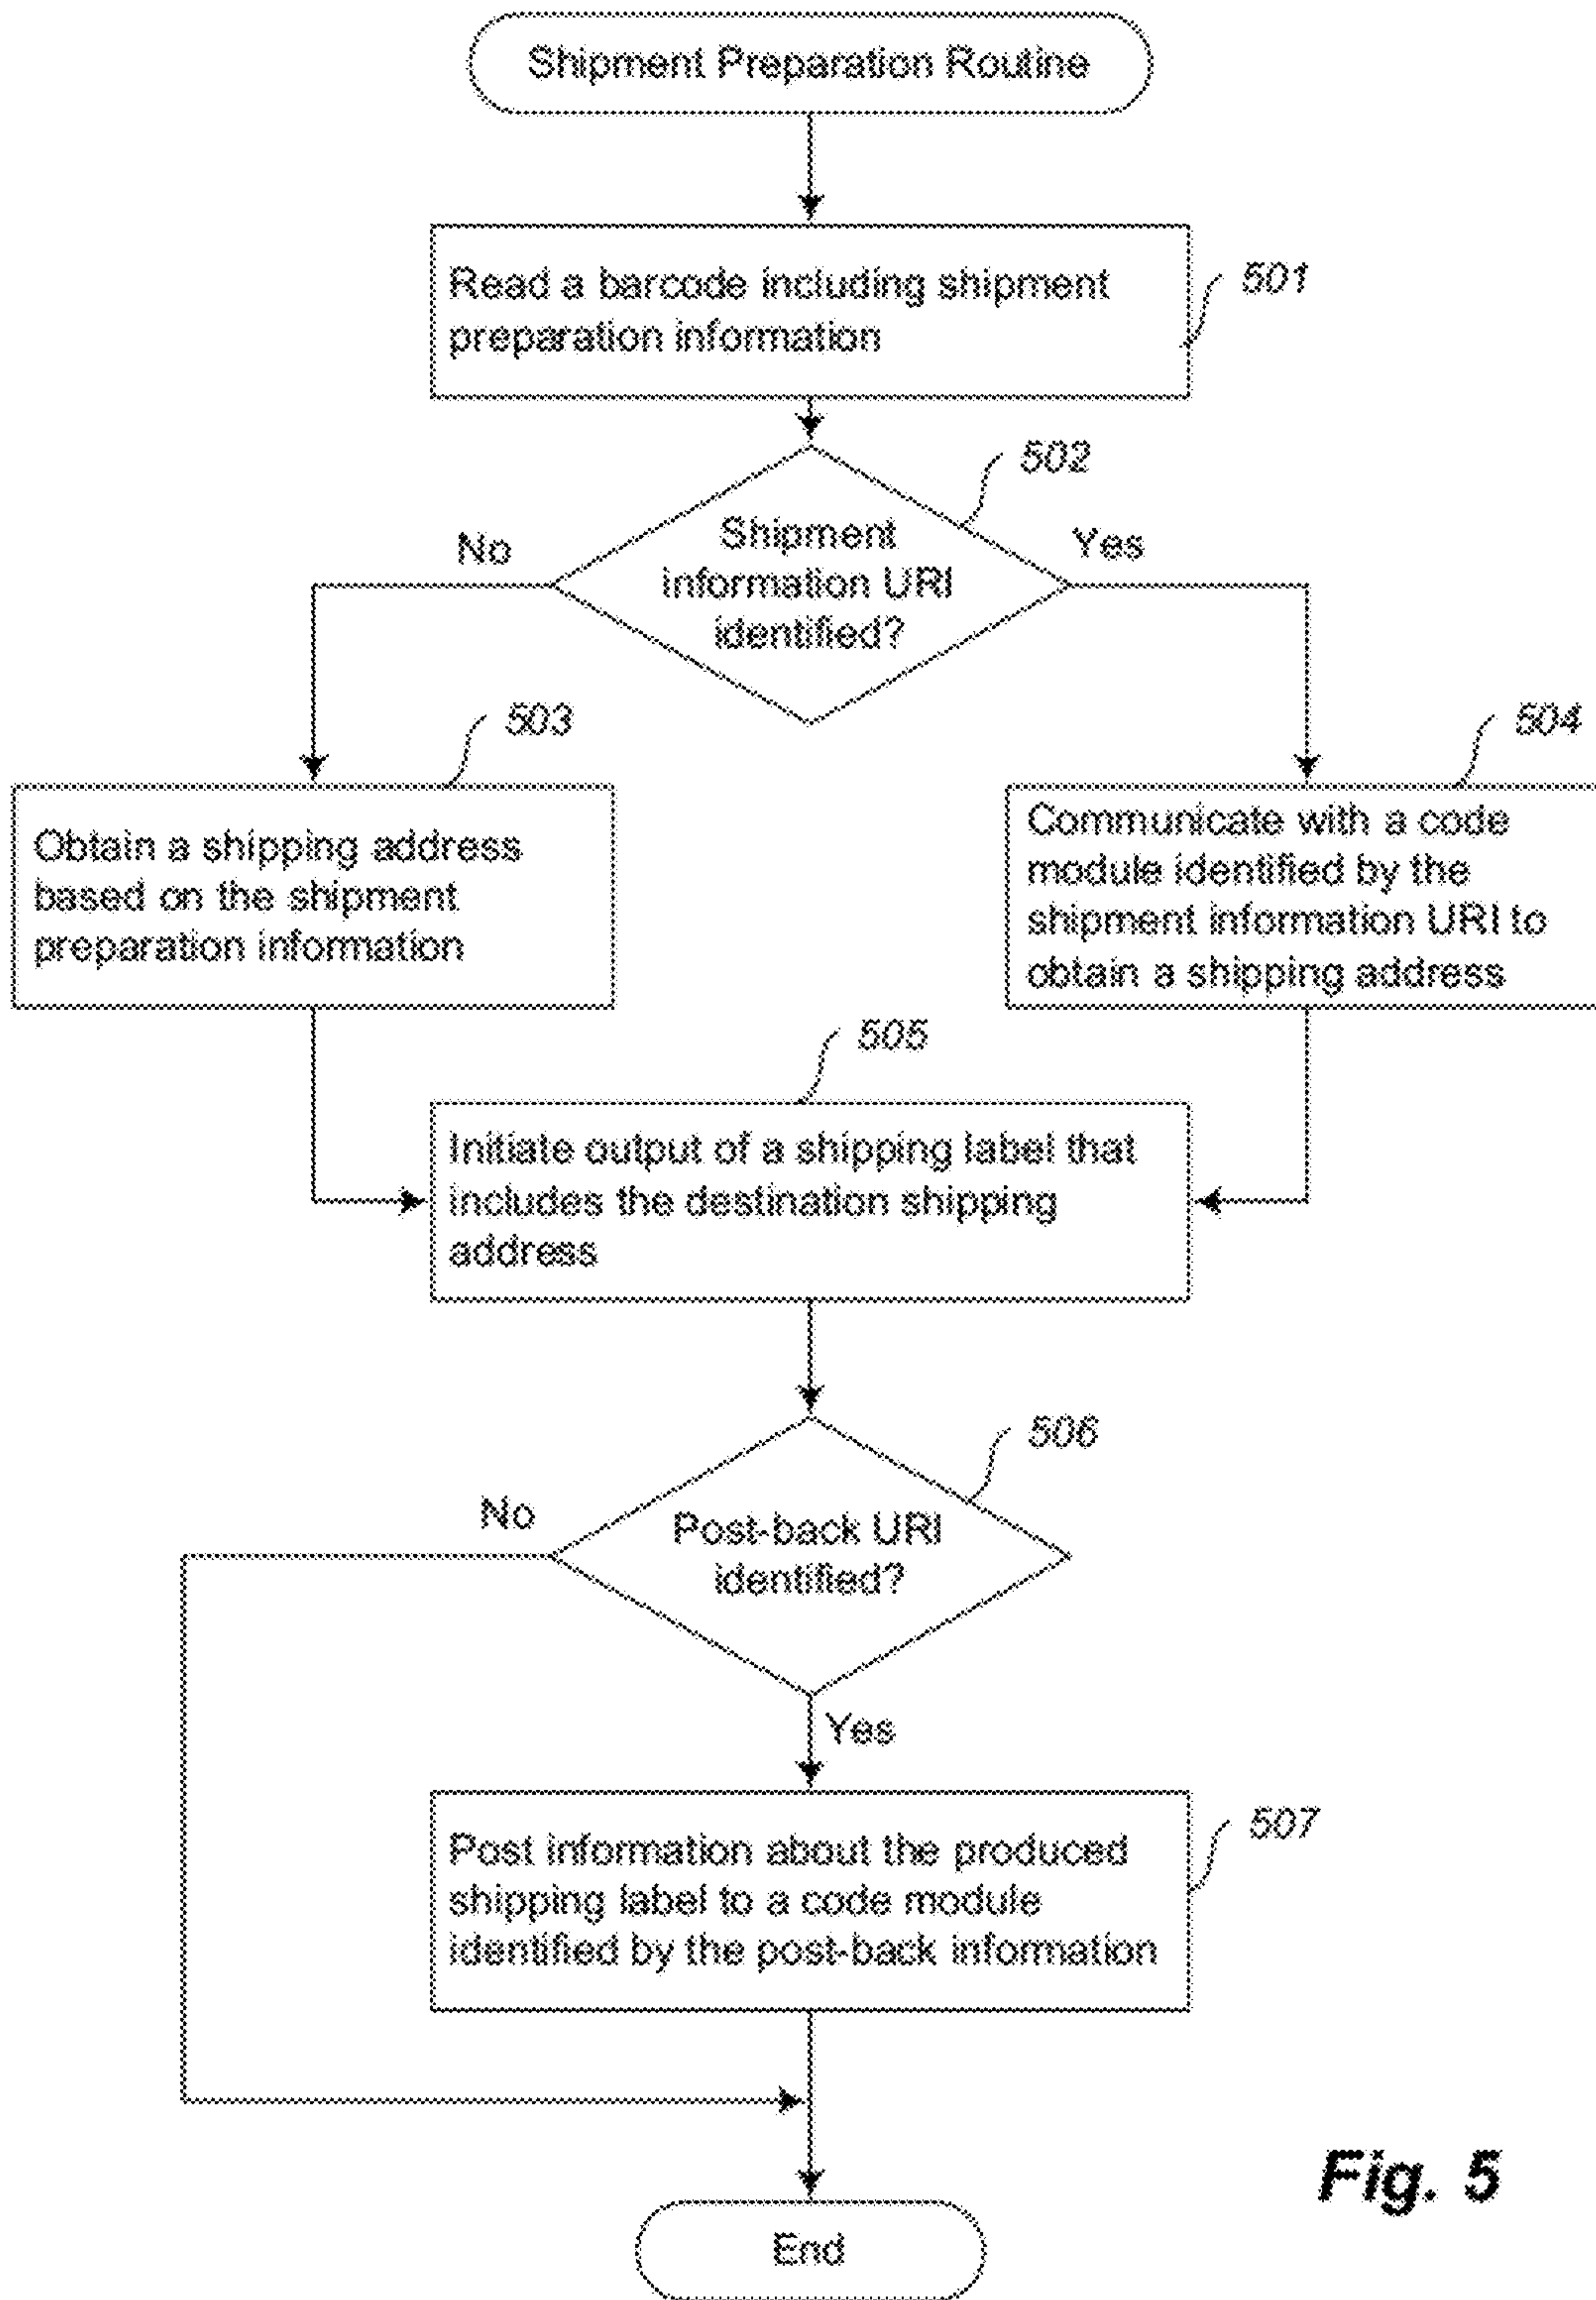 Shipment Preparation Routine
Read a barcode including shipment
preparation information
501
502
No
Shipment
information URI
identified?
Yes
503
504
Obtain a shipping address
based on the shipment
preparation information
Communicate with a code
module identified by the
shipment information URI to
obtain a shipping address
505
Initiate output of a shipping label that
includes the destination shipping
address
506
No
Post-back URI
identified?
Yes
507
Post information about the produced
shipping label to a code module
identified by the post-back information
Fig. 5
End